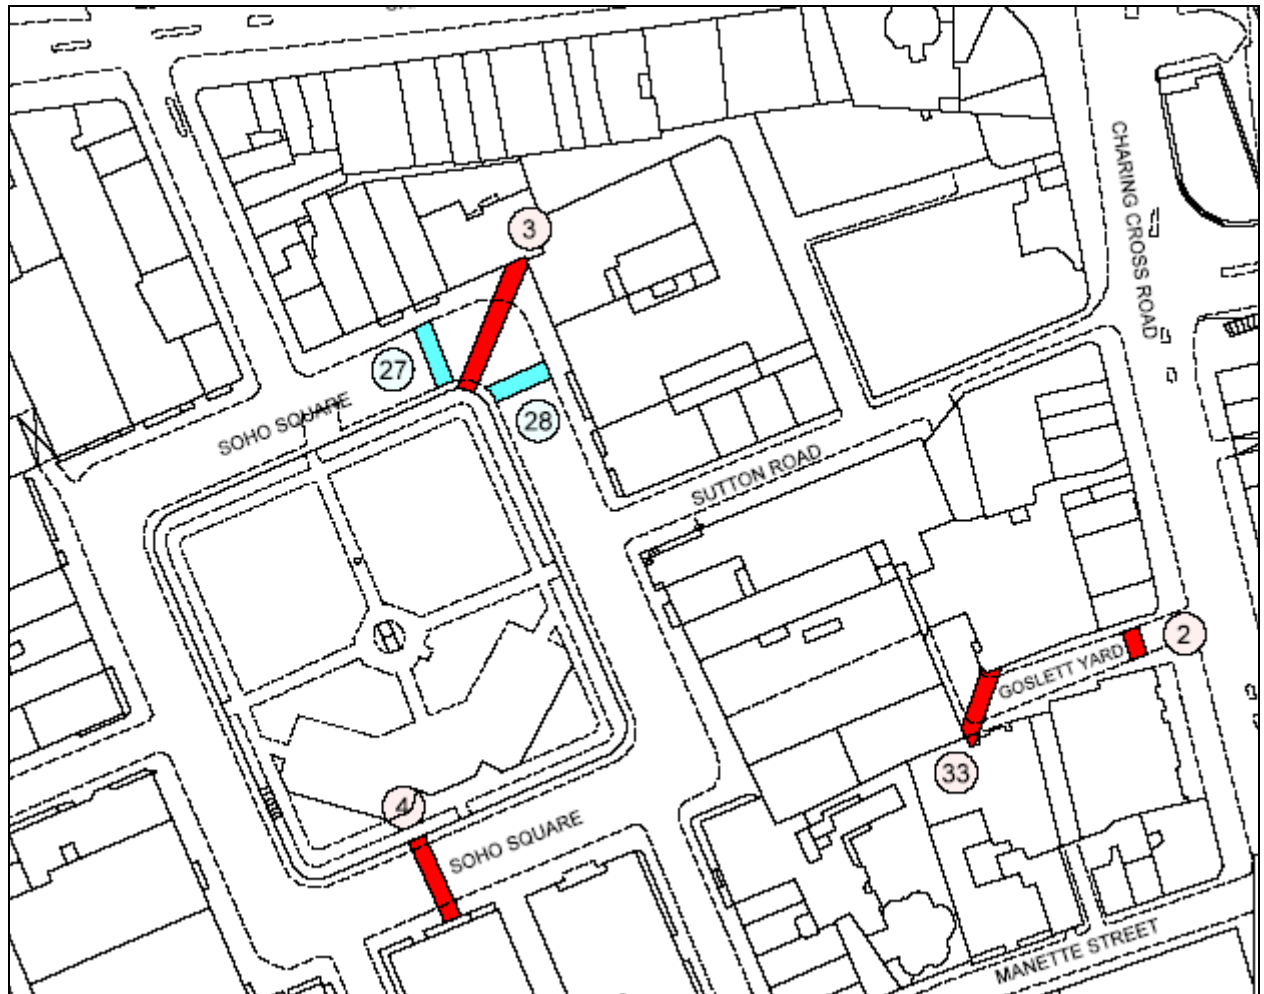 CHARING CROSS ROAD
3
27
28
SOHO SQUARE
SUTTON ROAD
2
GOSLETT YARD
33
4
SOHO SQUARE
MANETTE STREET